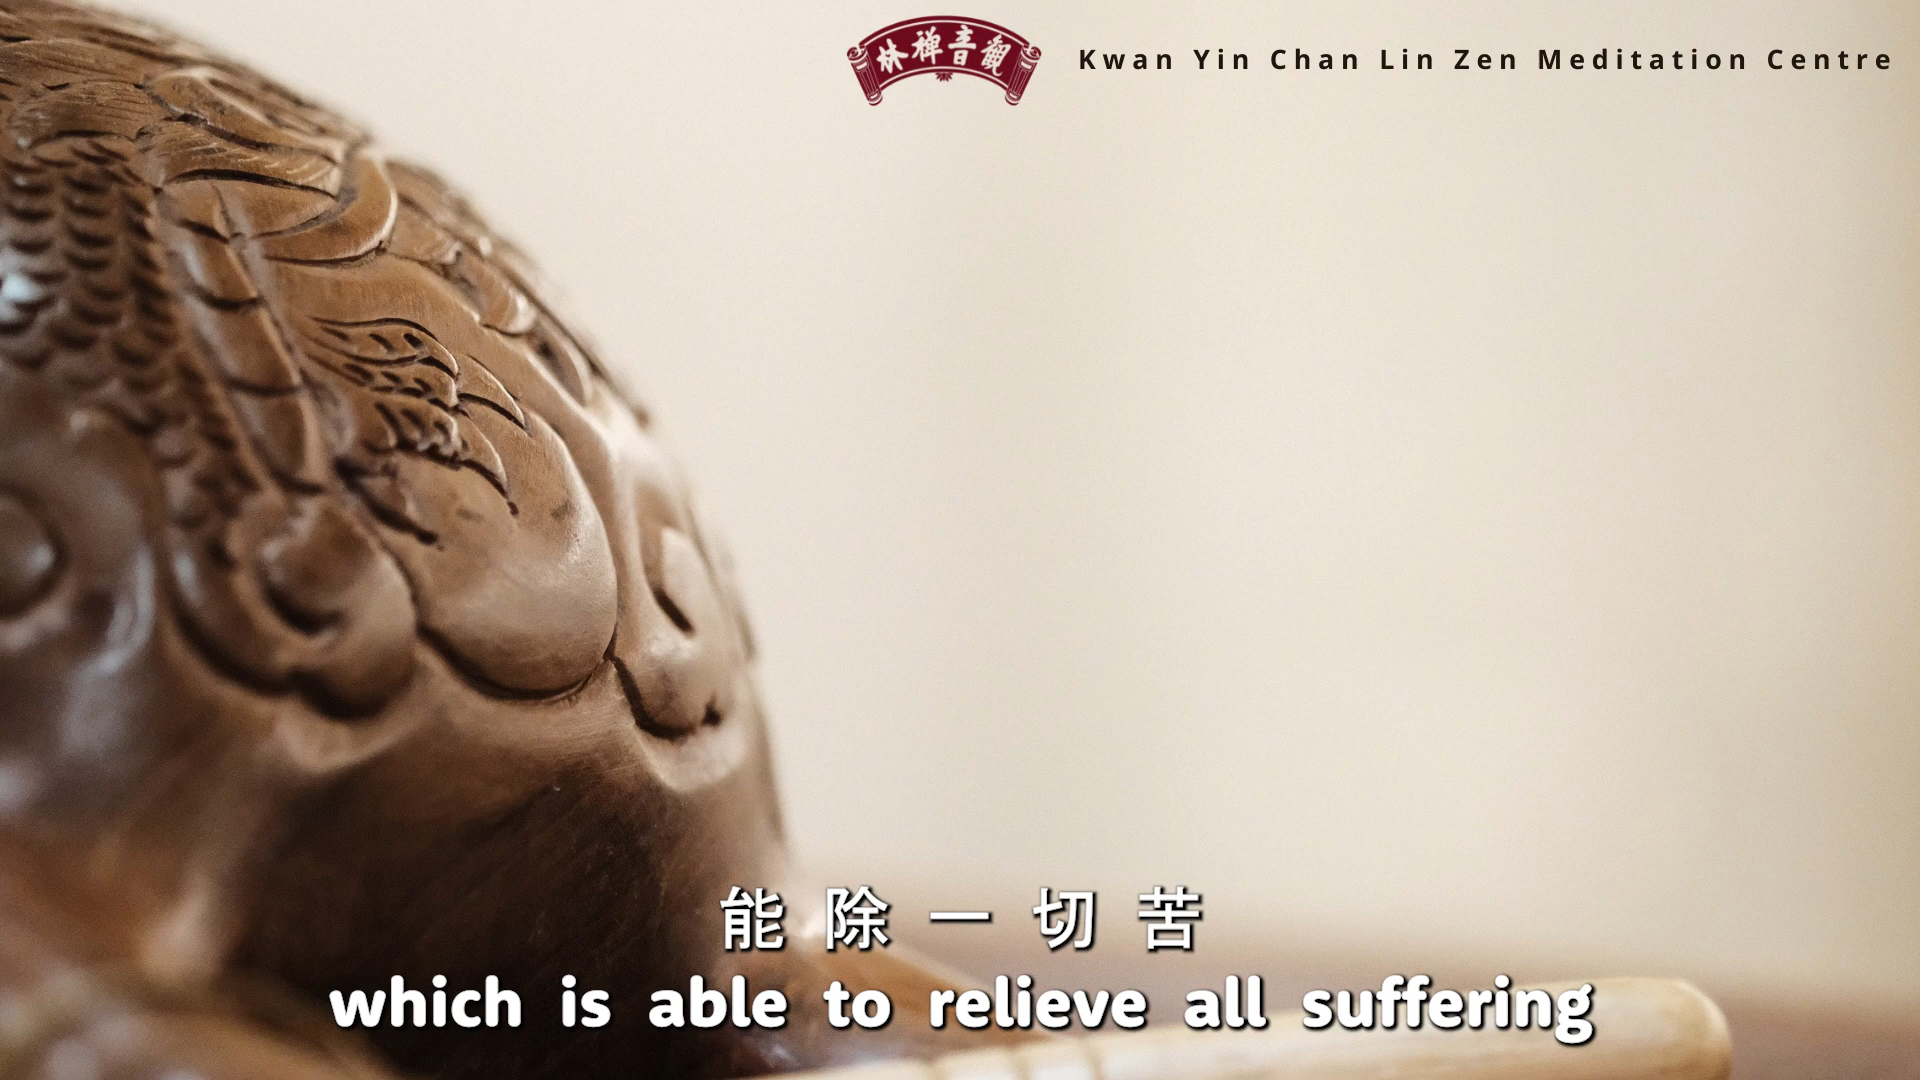 林禅音觀
Kwan Yin Chan Lin Zen Meditation Centre
能除一切苦
which is able to relieve all suffering